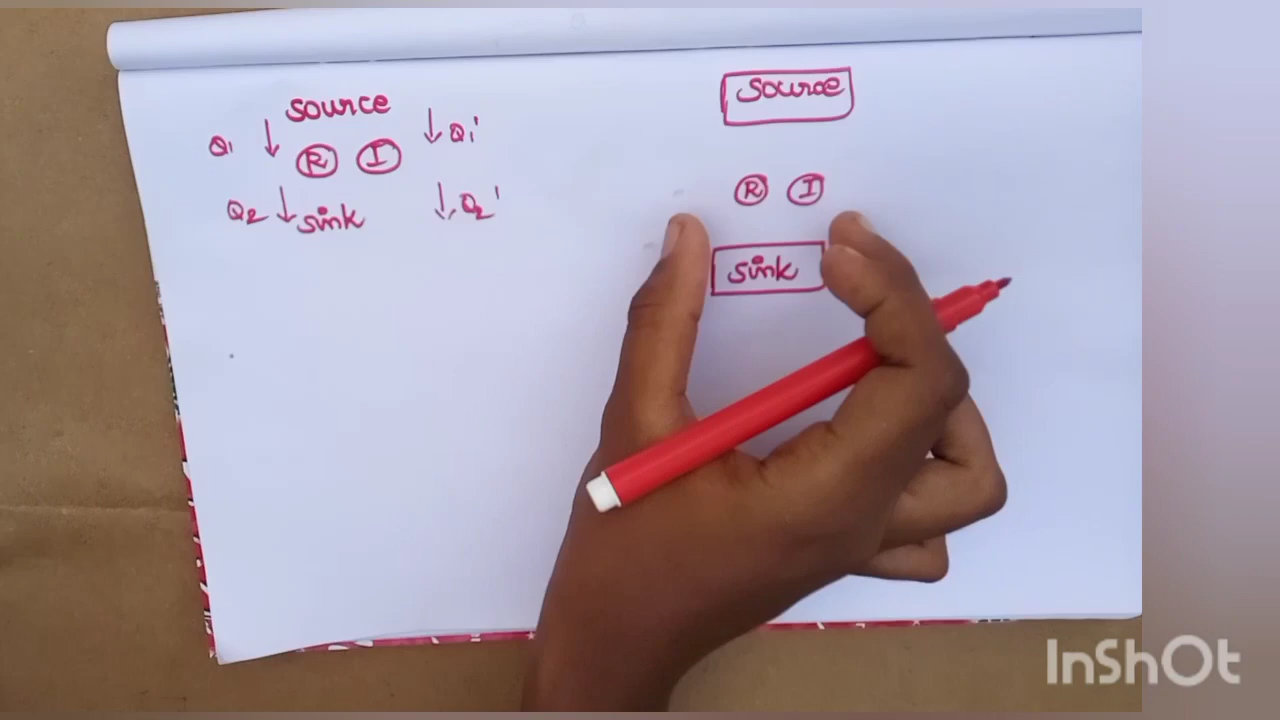 source
Q1 ↓ ↓ Q1'
R I
Q2 ↓ sink ↓ Q2'
source
R I
sink
InShOt